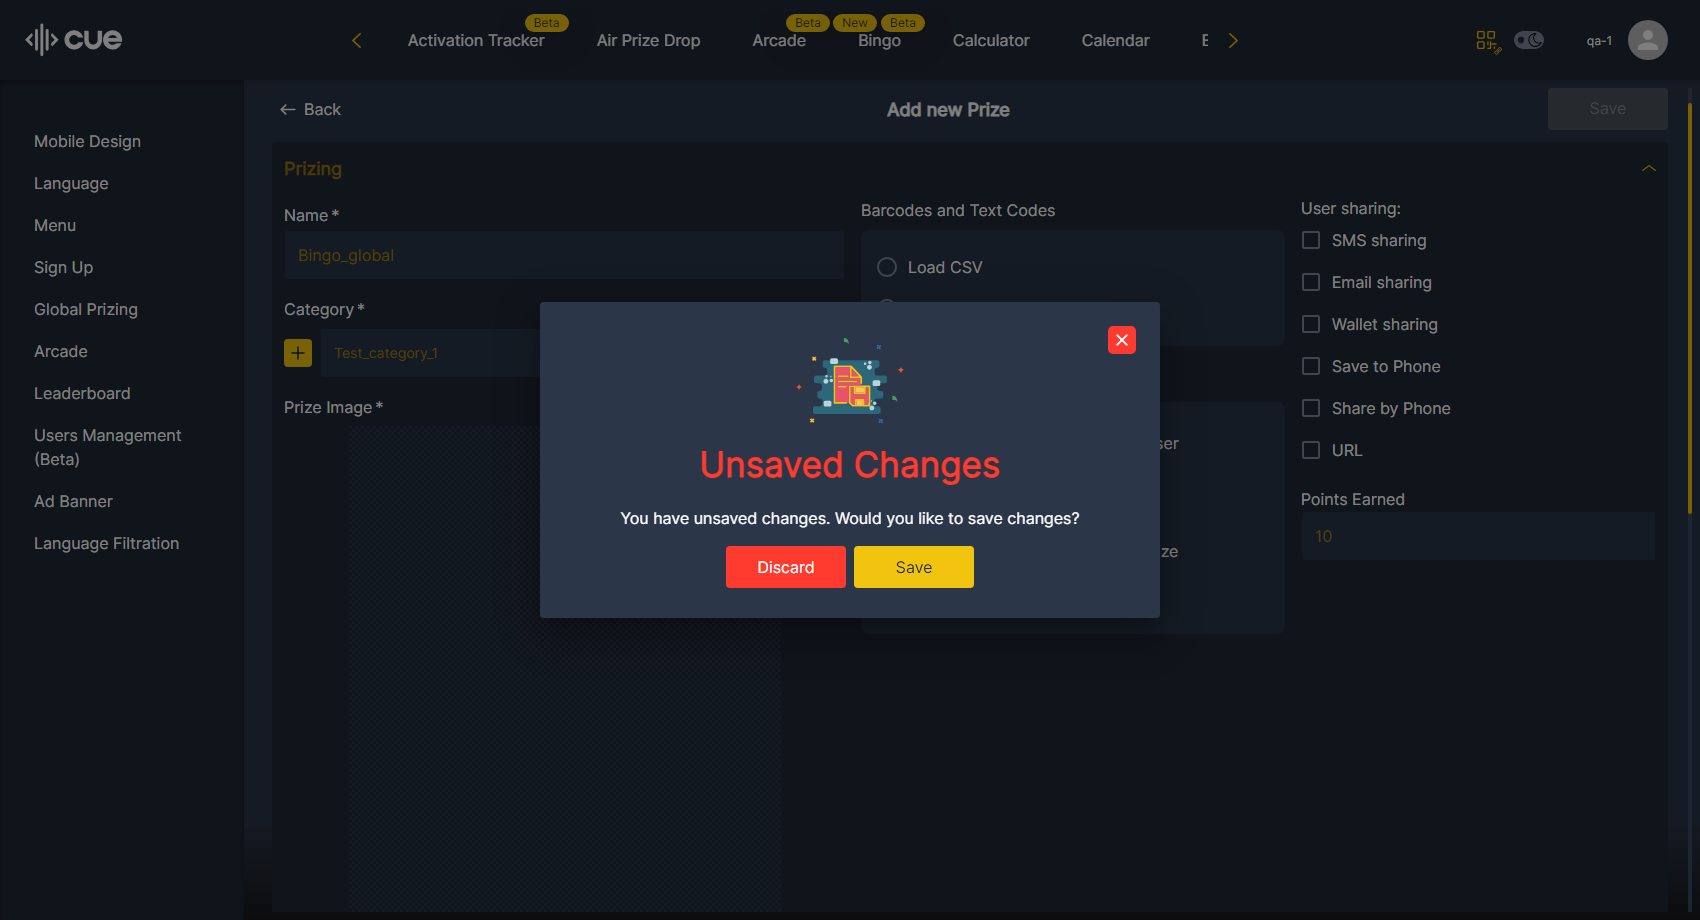 cue
Activation Tracker
Beta
Air Prize Drop
Arcade
Beta
New
Bingo
Beta
Calculator
Calendar
qa-1
Mobile Design
Language
Menu
Sign Up
Global Prizing
Arcade
Leaderboard
Users Management
(Beta)
Ad Banner
Language Filtration
Back
Add new Prize
Save
Prizing
Name *
Bingo_global
Category *
Test_category_1
Prize Image *
Barcodes and Text Codes
Load CSV
ser
ze
User sharing:
SMS sharing
Email sharing
Wallet sharing
Save to Phone
Share by Phone
URL
Points Earned
10
Unsaved Changes
You have unsaved changes. Would you like to save changes?
Discard
Save